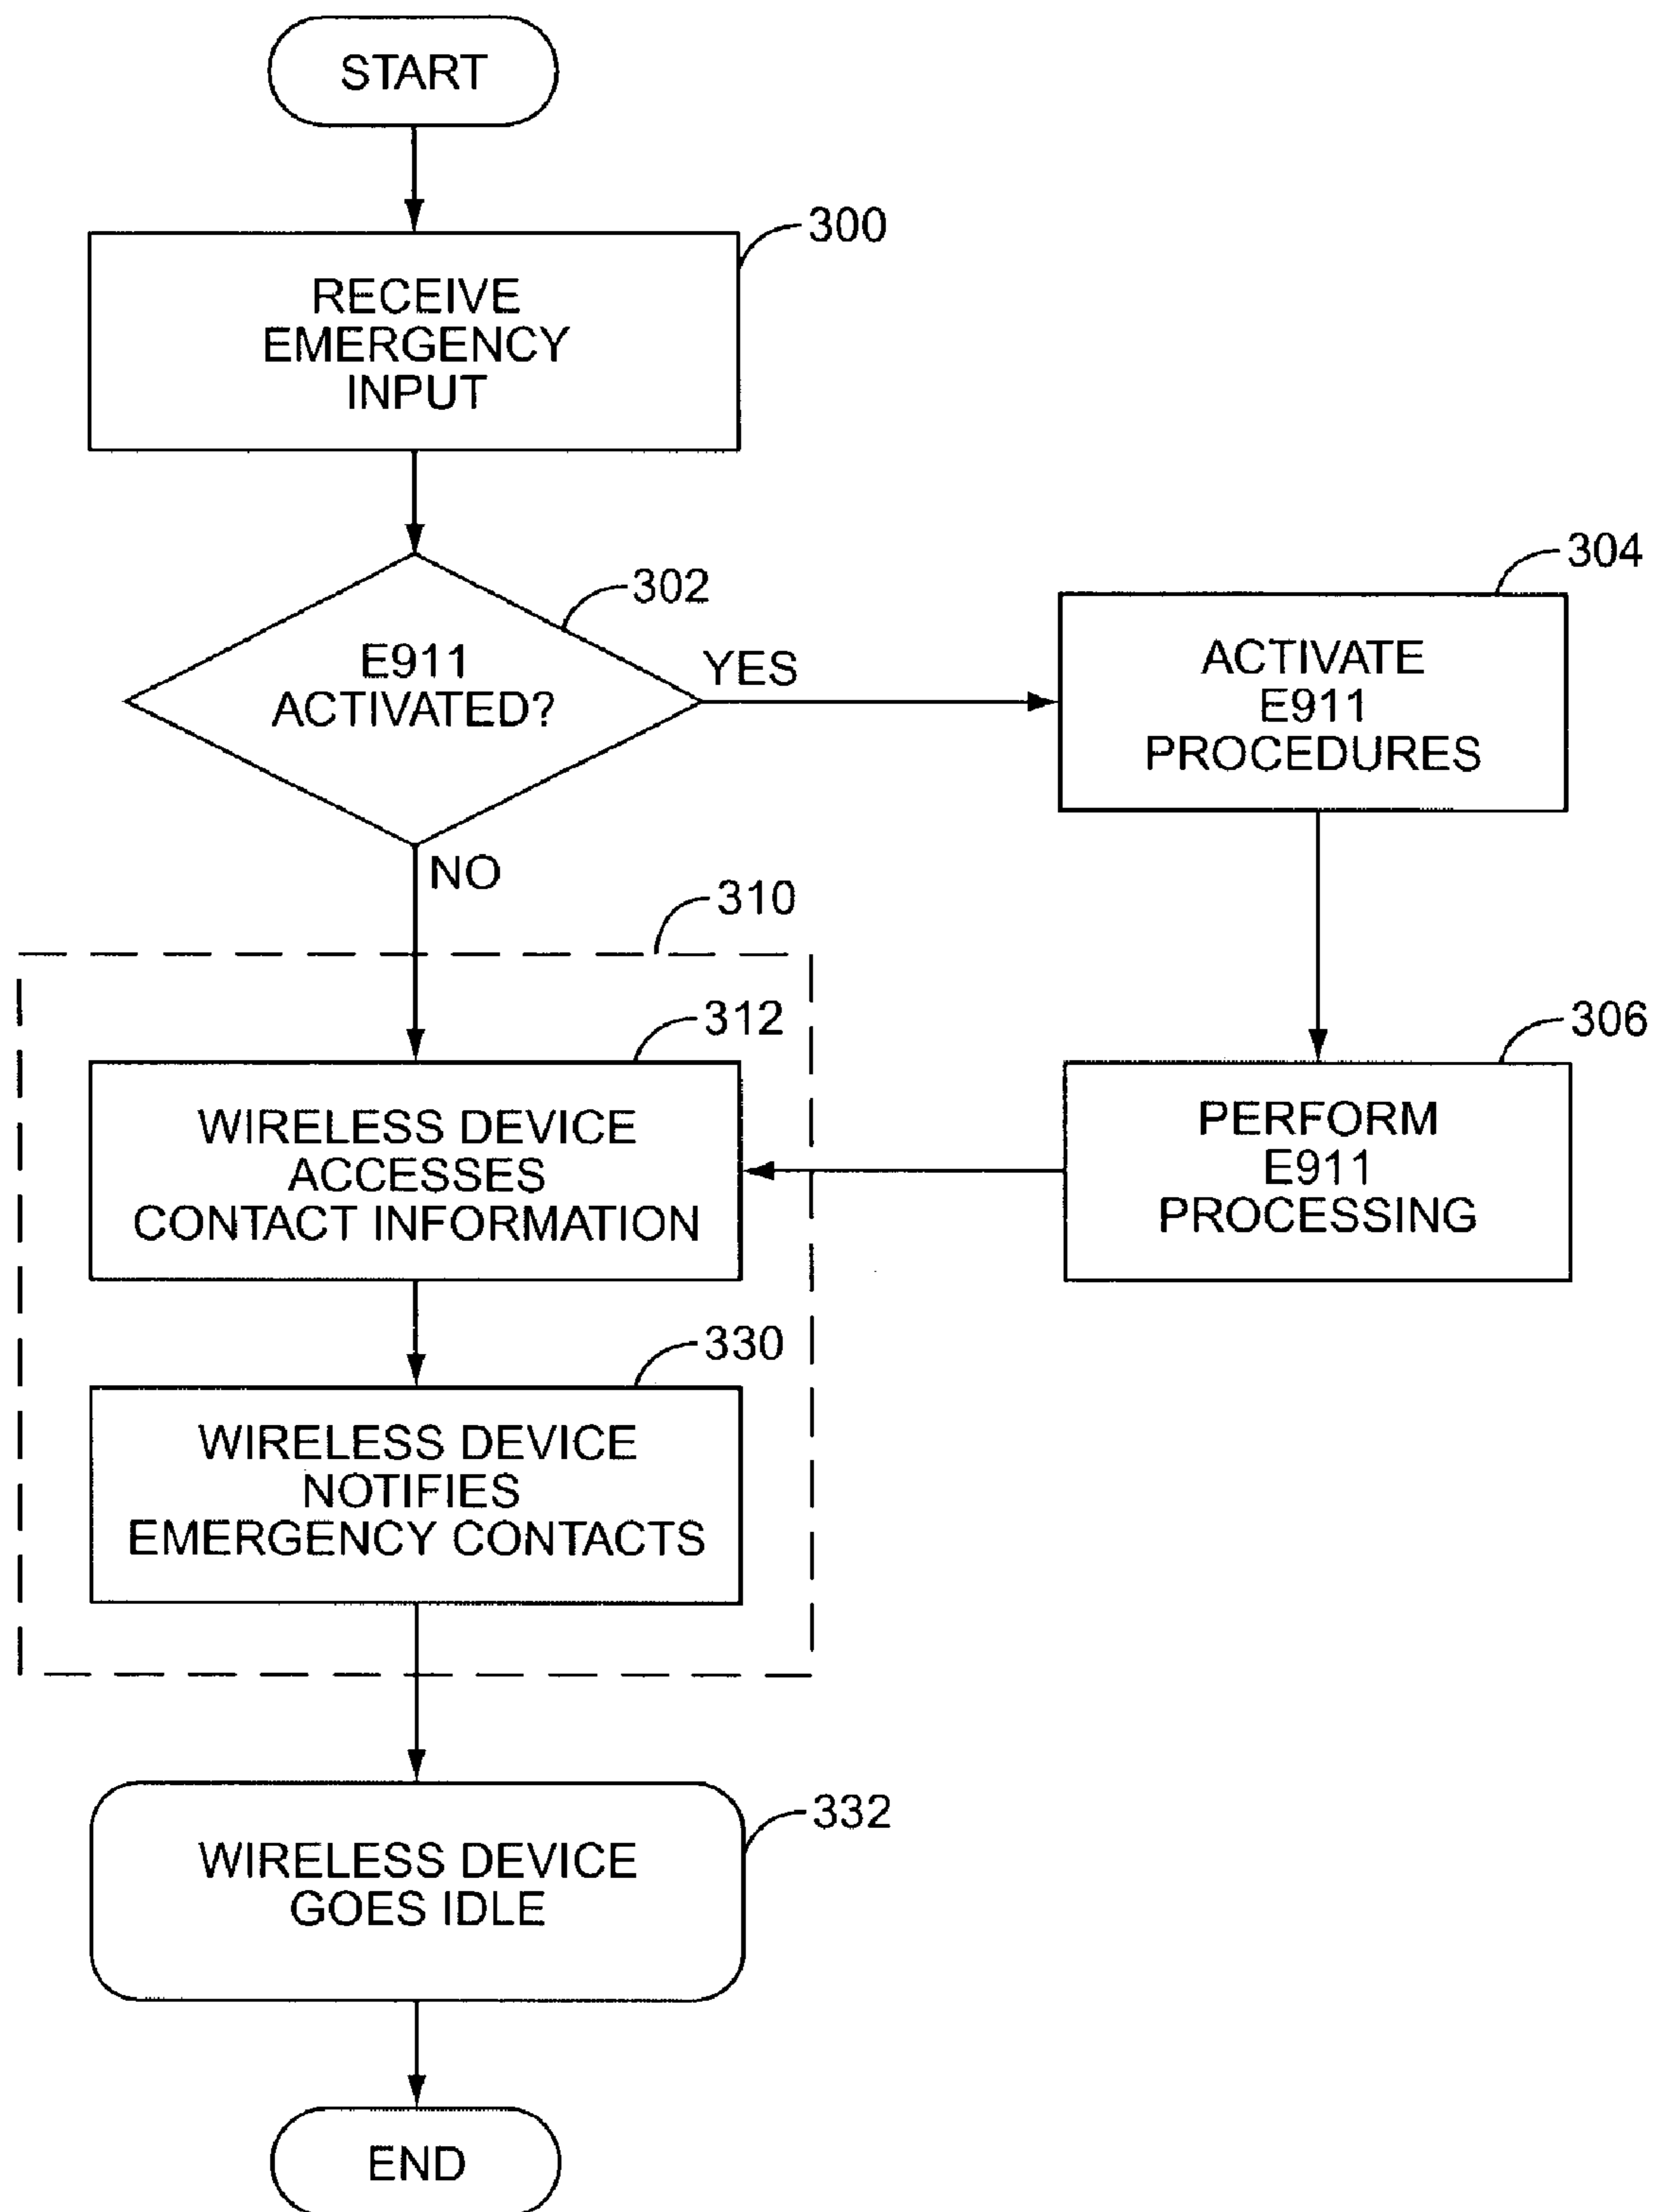 START
300
RECEIVE
EMERGENCY
INPUT
302
E911
ACTIVATED?
YES
NO
304
ACTIVATE
E911
PROCEDURES
306
PERFORM
E911
PROCESSING
310
312
WIRELESS DEVICE
ACCESSES
CONTACT INFORMATION
330
WIRELESS DEVICE
NOTIFIES
EMERGENCY CONTACTS
332
WIRELESS DEVICE
GOES IDLE
END